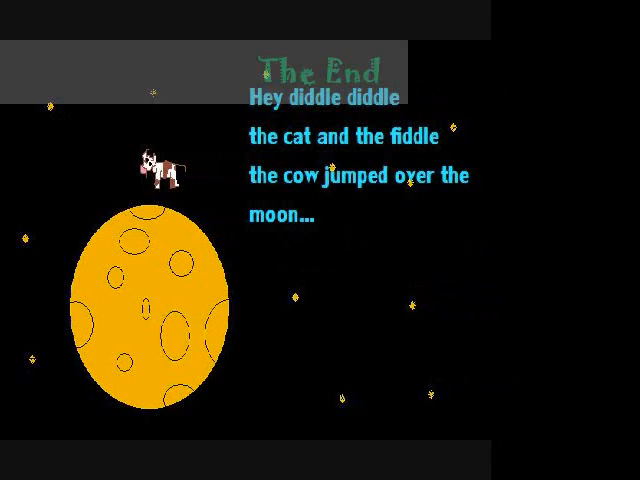 The End
Hey diddle diddle
the cat and the fiddle
the cow jumped over the
moon...